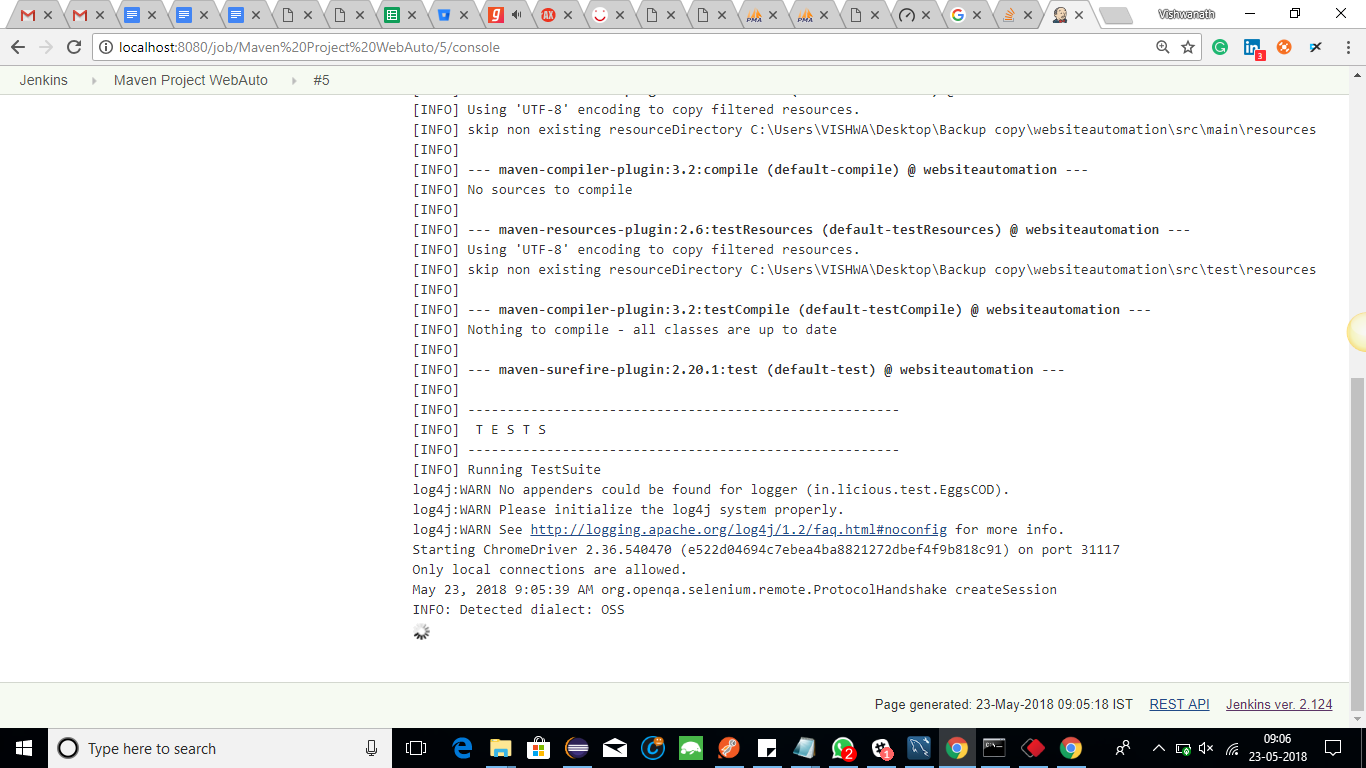 Vishwanath
localhost:8080/job/Maven%20Project%20WebAuto/5/console
3
Jenkins Maven Project WebAuto #5
[INFO] Using 'UTF-8' encoding to copy filtered resources.
[INFO] skip non existing resourceDirectory C:\Users\VISHWA\Desktop\Backup copy\websiteautomation\src\main\resources
[INFO]
[INFO] --- maven-compiler-plugin:3.2:compile (default-compile) @ websiteautomation ---
[INFO] No sources to compile
[INFO]
[INFO] --- maven-resources-plugin:2.6:testResources (default-testResources) @ websiteautomation ---
[INFO] Using 'UTF-8' encoding to copy filtered resources.
[INFO] skip non existing resourceDirectory C:\Users\VISHWA\Desktop\Backup copy\websiteautomation\src\test\resources
[INFO]
[INFO] --- maven-compiler-plugin:3.2:testCompile (default-testCompile) @ websiteautomation ---
[INFO] Nothing to compile - all classes are up to date
[INFO]
[INFO] --- maven-surefire-plugin:2.20.1:test (default-test) @ websiteautomation ---
[INFO]
[INFO] -------------------------------------------------------
[INFO]  T E S T S
[INFO] -------------------------------------------------------
[INFO] Running TestSuite
log4j:WARN No appenders could be found for logger (in.licious.test.EggsCOD).
log4j:WARN Please initialize the log4j system properly.
log4j:WARN See http://logging.apache.org/log4j/1.2/faq.html#noconfig for more info.
Starting ChromeDriver 2.36.540470 (e522d04694c7ebea4ba8821272dbef4f9b818c91) on port 31117
Only local connections are allowed.
May 23, 2018 9:05:39 AM org.openqa.selenium.remote.ProtocolHandshake createSession
INFO: Detected dialect: OSS
Page generated: 23-May-2018 09:05:18 IST REST API Jenkins ver. 2.124
Type here to search
2
1
09:06
23-05-2018